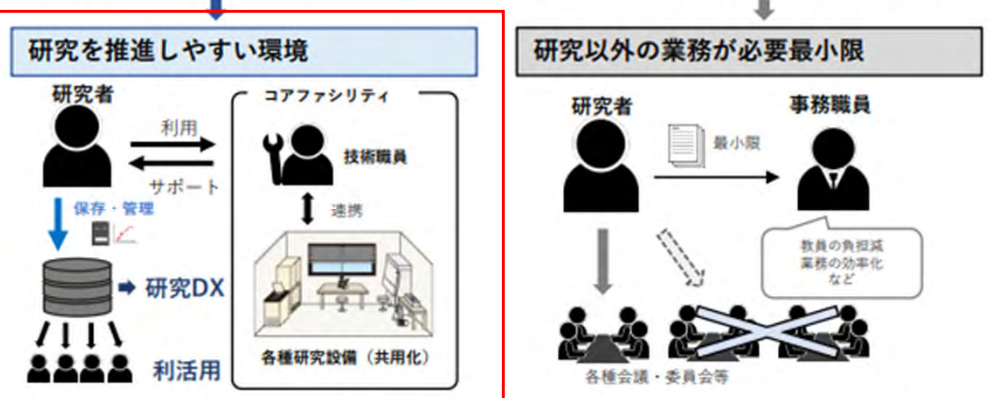 研究を推進しやすい環境
研究者
利用
サポート
保存・管理
研究DX
利活用
コアファシリティ
技術職員
連携
各種研究設備（共用化）
研究以外の業務が必要最小限
研究者
最小限
事務職員
教員の負担減
業務の効率化
など
各種会議・委員会等